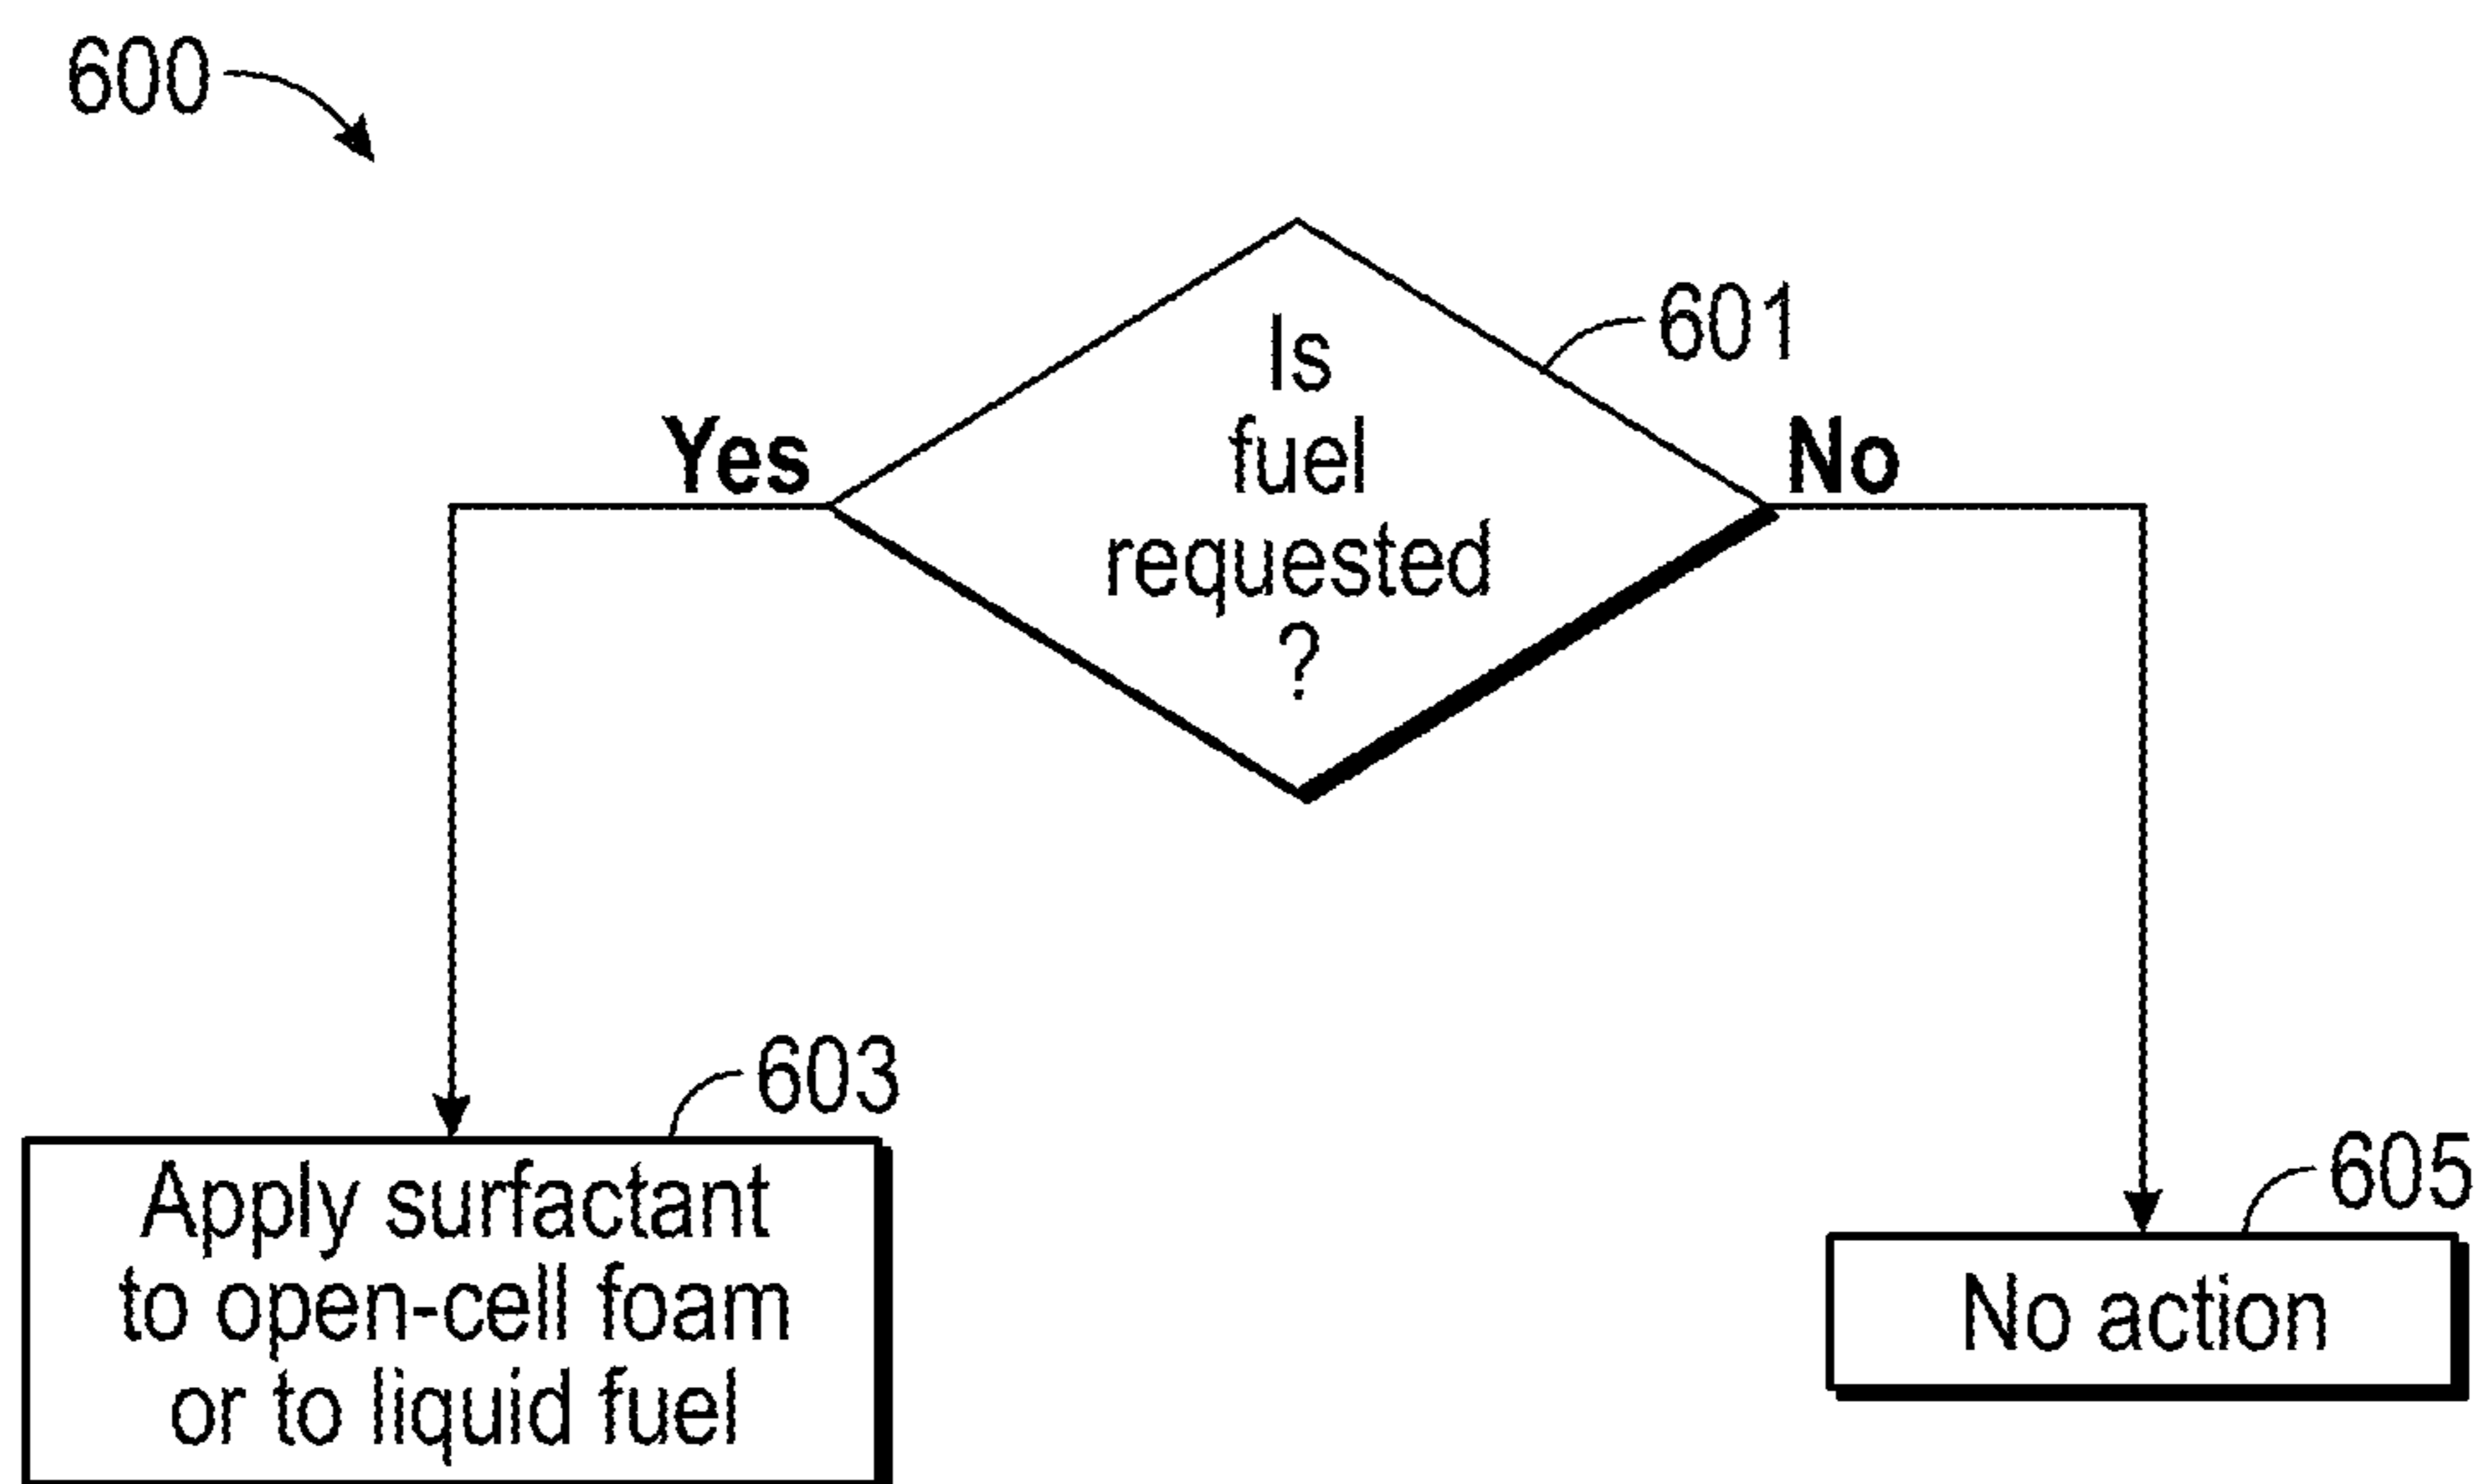 600
Is
fuel
requested
?
601
Yes
No
603
Apply surfactant
to open-cell foam
or to liquid fuel
605
No action